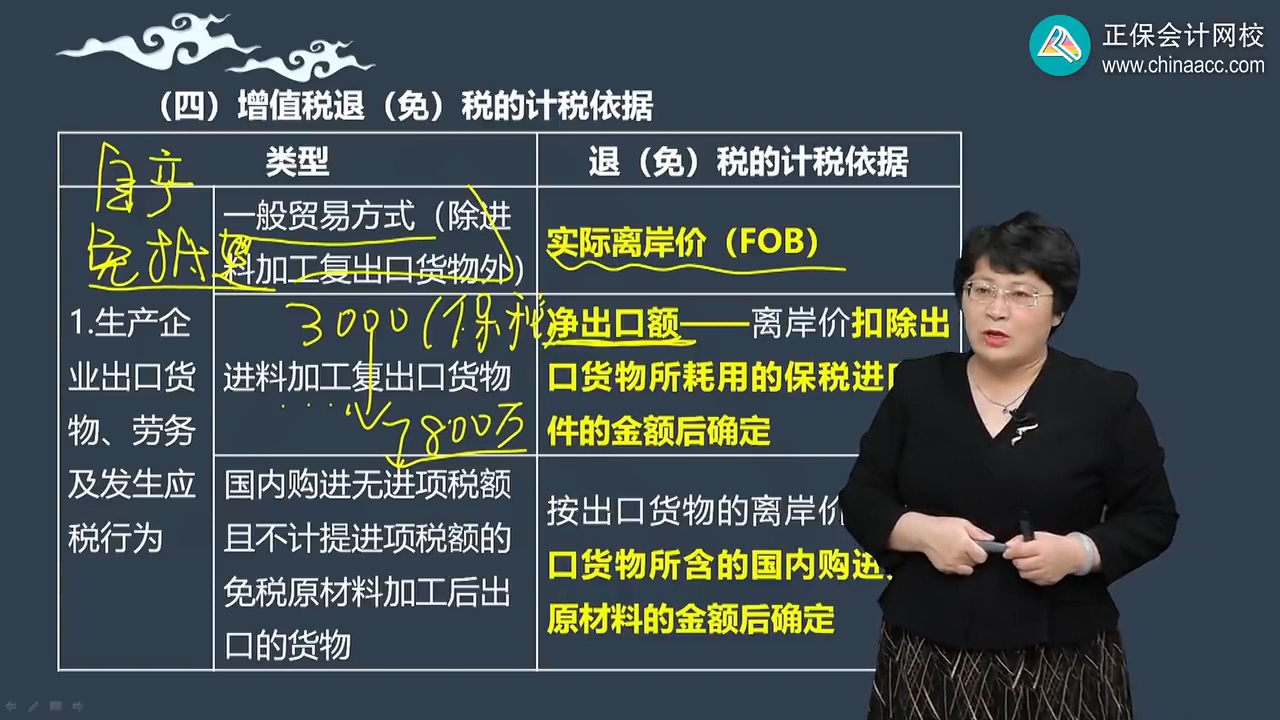 正保会计网校
www.chinaacc.com
（四）增值税退（免）税的计税依据
类型
退（免）税的计税依据
自产
免抵退
一般贸易方式（除进
料加工复出口货物外）
实际离岸价（FOB）
1.生产企
业出口货
物、劳务
及发生应
税行为
3000（保税
7800万
进料加工复出口货物
净出口额——离岸价扣除出
口货物所耗用的保税进口
件的金额后确定
国内购进无进项税额
且不计提进项税额的
免税原材料加工后出
口的货物
按出口货物的离岸价
口货物所含的国内购进
原材料的金额后确定